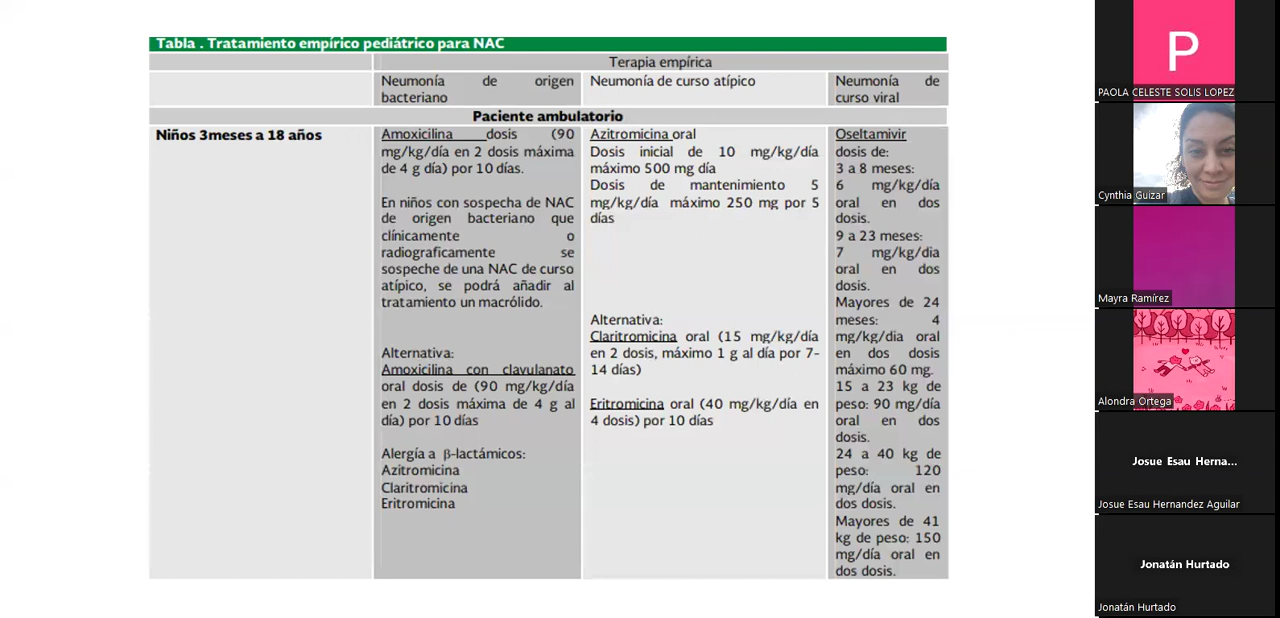 Tabla . Tratamiento empírico pediátrico para NAC
Terapia empírica
Neumonía de origen
bacteriano
Neumonía de curso atípico
Neumonía de
curso viral
Paciente ambulatorio
Niños 3meses a 18 años
Amoxicilina dosis (90
mg/kg/día en 2 dosis máxima
de 4 g día) por 10 días.
En niños con sospecha de NAC
de origen bacteriano que
clínicamente o
radiograficamente se
sospeche de una NAC de curso
atípico, se podrá añadir al
tratamiento un macrólido.
Alternativa:
Amoxicilina con clavulanato
oral dosis de (90 mg/kg/día
en 2 dosis máxima de 4 g al
día) por 10 días
Alergía a β-lactámicos:
Azitromicina
Claritromicina
Eritromicina
Azitromicina oral
Dosis inicial de 10 mg/kg/día
máximo 500 mg día
Dosis de mantenimiento 5
mg/kg/día máximo 250 mg por 5
días
Alternativa:
Claritromicina oral (15 mg/kg/día
en 2 dosis, máximo 1 g al día por 7-
14 días)
Eritromicina oral (40 mg/kg/día en
4 dosis) por 10 días
Oseltamivir
dosis de:
3 a 8 meses:
6 mg/kg/día
oral en dos
dosis.
9 a 23 meses:
7 mg/kg/dia
oral en dos
dosis.
Mayores de 24
meses: 4
mg/kg/dia oral
en dos dosis
máximo 60 mg.
15 a 23 kg de
peso: 90 mg/día
oral en dos
dosis.
24 a 40 kg de
peso: 120
mg/día oral en
dos dosis.
Mayores de 41
kg de peso: 150
mg/día oral en
dos dosis.
P
PAOLA CELESTE SOLIS LOPEZ
Cynthia Guizar
Mayra Ramírez
Alondra Ortega
Josue Esau Herna...
Josue Esau Hernandez Aguilar
Jonatán Hurtado
Jonatán Hurtado